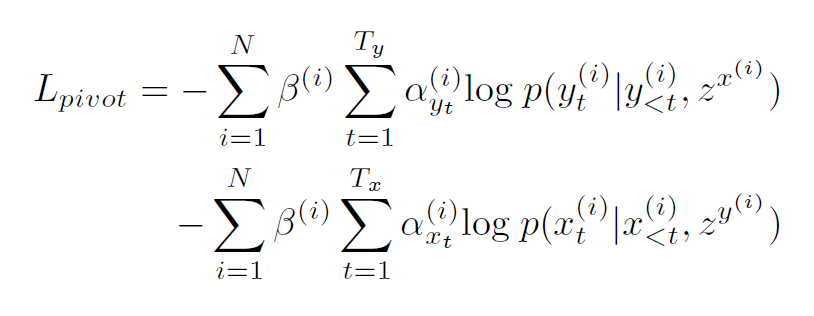 L_{pivot} = -\sum_{i=1}^{N} \beta^{(i)} \sum_{t=1}^{T_y} \alpha_{y_t}^{(i)} \log p(y_t^{(i)} | y_{<t}^{(i)}, z^{x^{(i)}})
-\sum_{i=1}^{N} \beta^{(i)} \sum_{t=1}^{T_x} \alpha_{x_t}^{(i)} \log p(x_t^{(i)} | x_{<t}^{(i)}, z^{y^{(i)}})